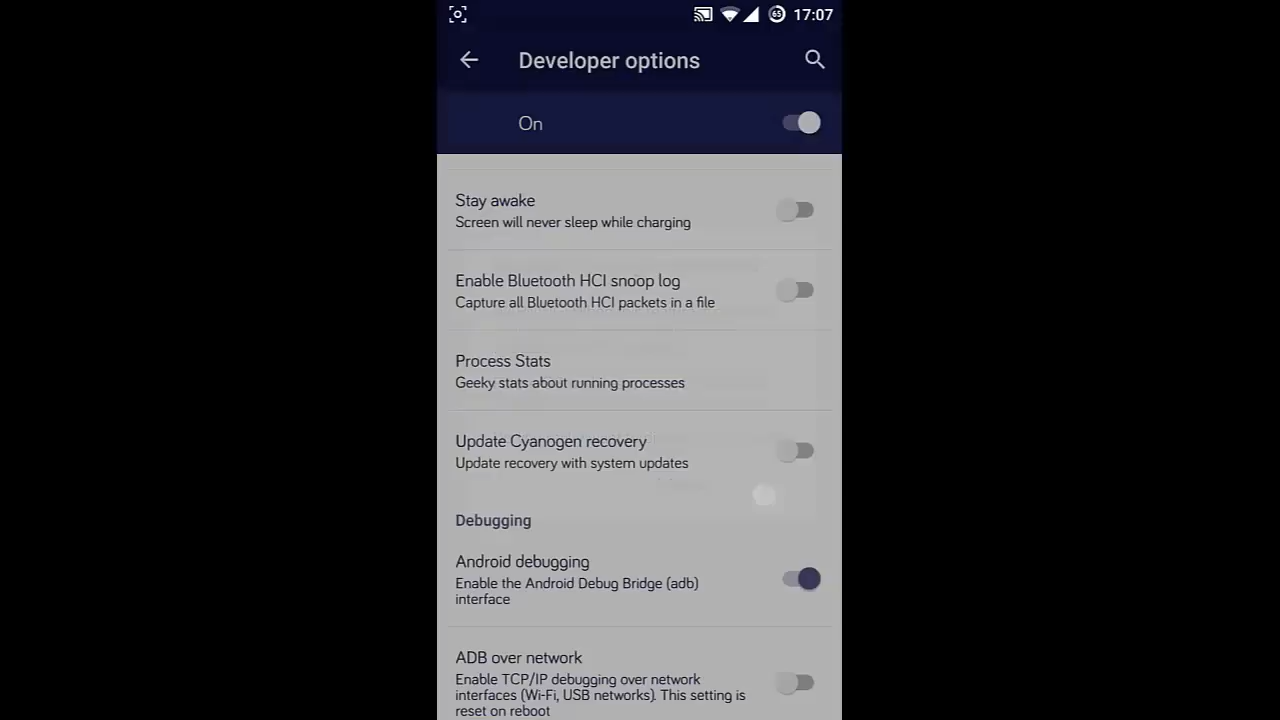 65 17:07
Developer options
On
Stay awake
Screen will never sleep while charging
Enable Bluetooth HCI snoop log
Capture all Bluetooth HCI packets in a file
Process Stats
Geeky stats about running processes
Update Cyanogen recovery
Update recovery with system updates
Debugging
Android debugging
Enable the Android Debug Bridge (adb)
interface
ADB over network
Enable TCP/IP debugging over network
interfaces (Wi-Fi, USB networks). This setting is
reset on reboot